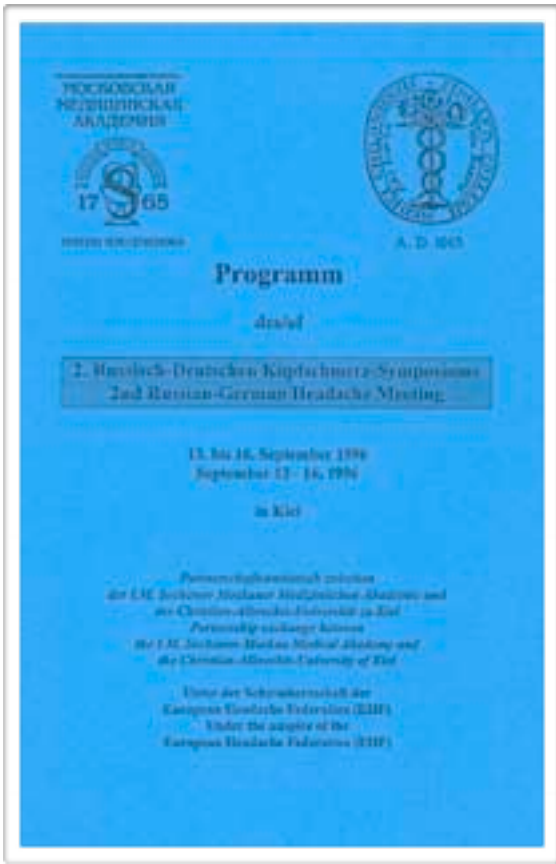 МОСКОВСКАЯ
МЕДИЦИНСКАЯ
АКАДЕМИЯ
17 65
A. D. 1665
Programm
des/of
2. Russisch-Deutschen Kopfschmerz-Symposiums
2nd Russian-German Headache Meeting
13. bis 16. September 1996
September 13 - 16, 1996
in Kiel
Partnerschaftsaustausch zwischen
der I.M. Sechenov Moskauer Medizinischen Akademie und
der Christian-Albrechts-Universität zu Kiel
Partnership exchange between
the I.M. Sechenov Moskau Medical Akademy and
the Christian-Albrechts-University of Kiel
Unter der Schirmherrschaft der
European Headache Federation (EHF)
Under the auspice of the
European Headache Federation (EHF)